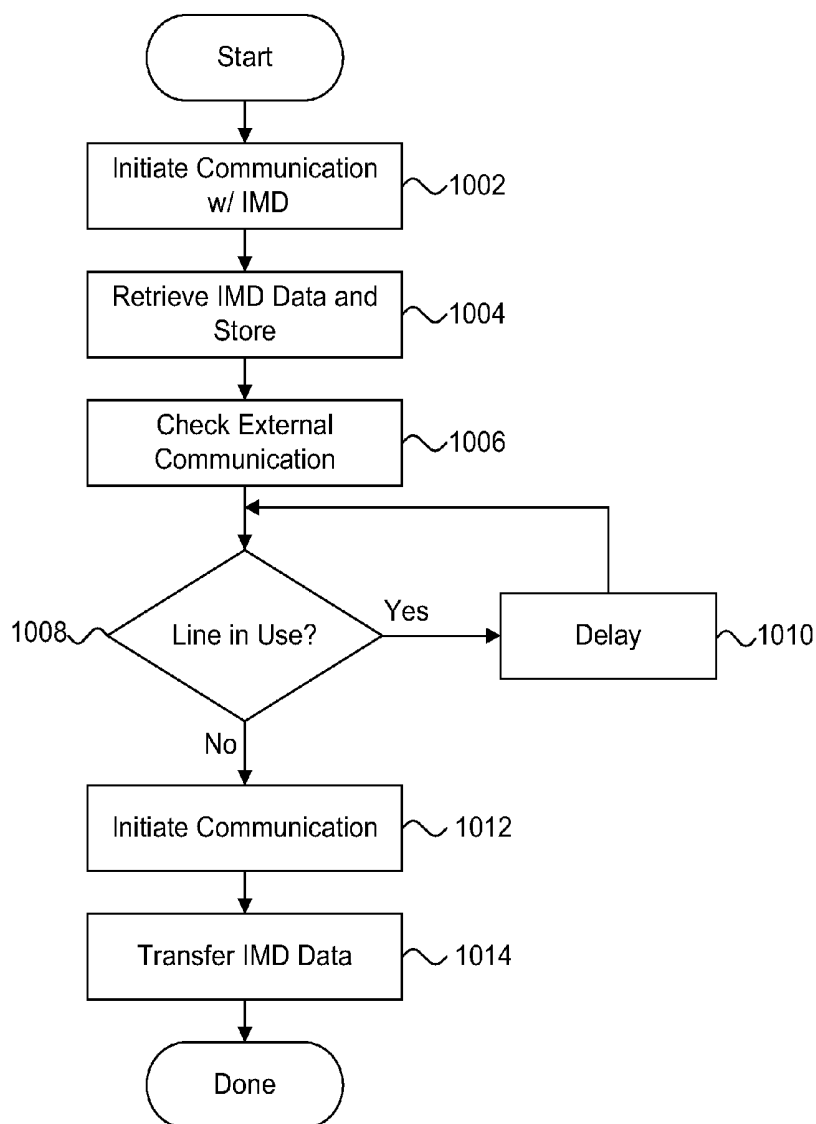 Start
Initiate Communication
w/ IMD
1002
Retrieve IMD Data and
Store
1004
Check External
Communication
1006
1008
Line in Use?
Yes
Delay
1010
No
Initiate Communication
1012
Transfer IMD Data
1014
Done